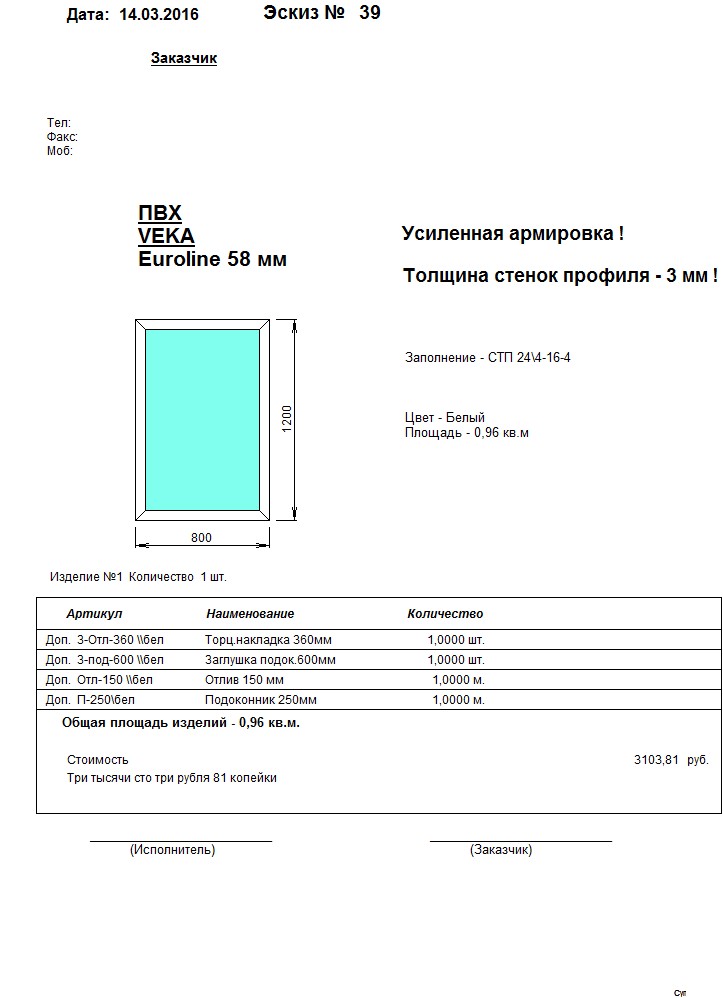 Дата: 14.03.2016 Эскиз № 39
Заказчик
Тел:
Факс:
Моб:
ПВХ
VEKA
Euroline 58 мм
Усиленная армировка !
Толщина стенок профиля - 3 мм !
Заполнение - СТП 24\4-16-4
Цвет - Белый
Площадь - 0,96 кв.м
1200
800
Изделие №1 Количество 1 шт.
Артикул Наименование Количество
Доп. 3-Отл-360 \\бел Торц.накладка 360мм 1,0000 шт.
Доп. 3-под-600 \\бел Заглушка подок.600мм 1,0000 шт.
Доп. Отл-150 \\бел Отлив 150 мм 1,0000 м.
Доп. П-250\бел Подоконник 250мм 1,0000 м.
Общая площадь изделий - 0,96 кв.м.
Стоимость 3103,81 руб.
Три тысячи сто три рубля 81 копейки
(Исполнитель) (Заказчик)